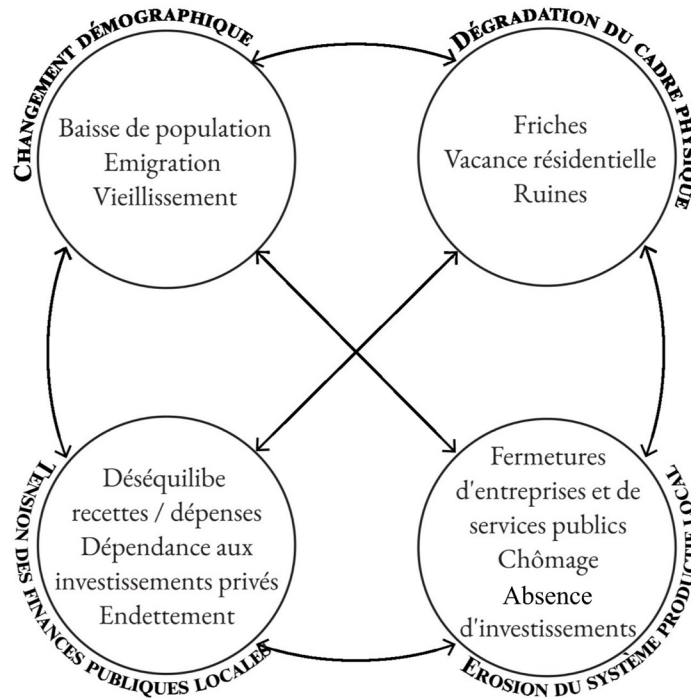 CHANGEMENT DÉMOGRAPHIQUE
Baisse de population
Emigration
Vieillissement
DÉGRADATION DU CADRE PHYSIQUE
Friches
Vacance résidentielle
Ruines
TENSION DES FINANCES PUBLIQUES LOCALES
Déséquilibe
recettes / dépenses
Dépendance aux
investissements privés
Endettement
EROSION DU SYSTÈME PRODUCTIF LOCAL
Fermetures
d'entreprises et de
services publics
Chômage
Absence
d'investissements